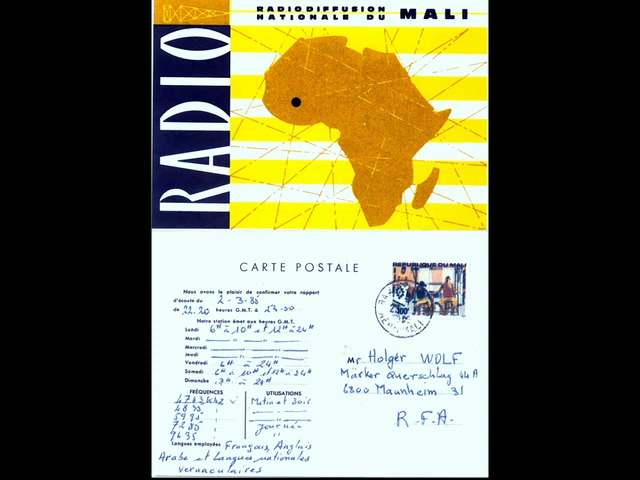 RADIODIFFUSION
NATIONALE DU MALI
RADIO
CARTE POSTALE
REPUBLIQUE DU MALI
Nous avons le plaisir de confirmer votre rapport
d'écoute du 2 - 3 - 85
de 22.20 heures G.M.T. à 23.00
Notre station émet aux heures G.M.T.
Lundi 6H à 10H et 12H à 24H
Mardi
Mercredi
Jeudi
Vendredi 6H à 24H
Samedi 6H à 10H et 12H à 24H
Dimanche 7H à 24H
FRÉQUENCES
UTILISATIONS
4783 KHZ
Matin et Soir
4835
5995
7285
journée
9635
Langues employées Français, Anglais
Arabe et Langues nationales
vernaculaires
Mr Holger WOLF
Märker Querschlag 44 A
6800 Mannheim 31
R.F.A.